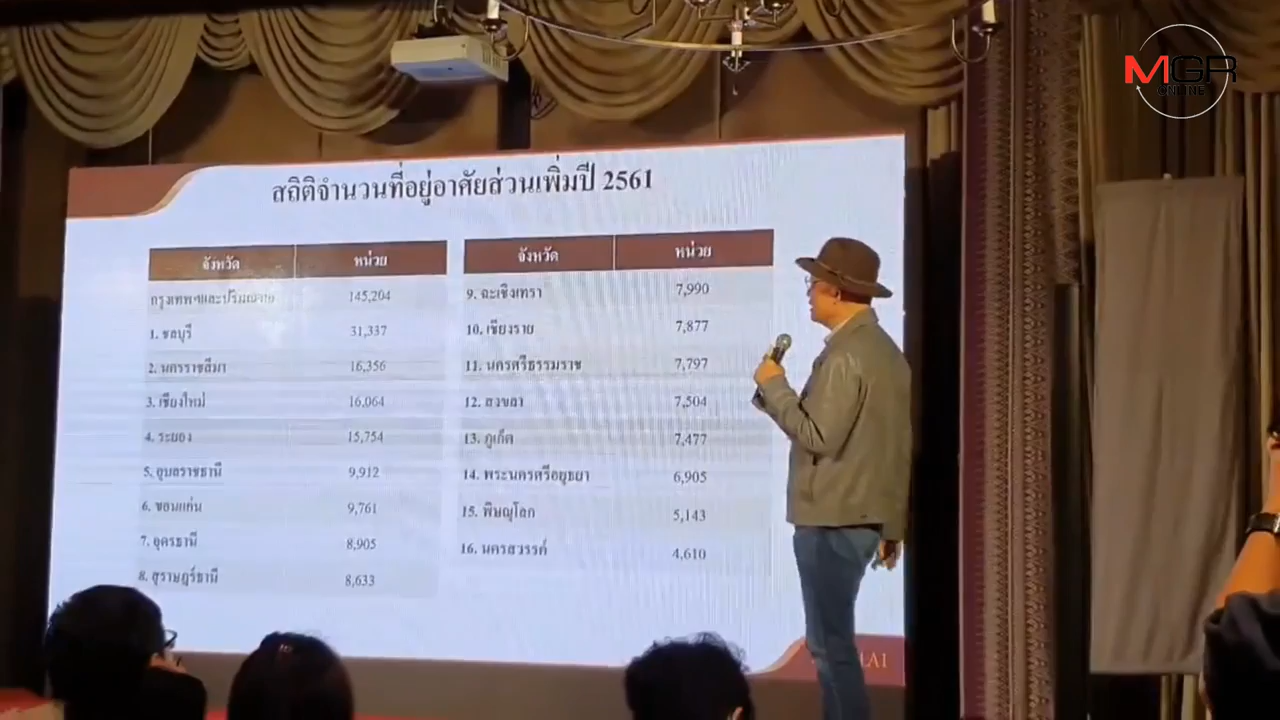 MGR
ONLINE
สถิติจำนวนที่อยู่อาศัยส่วนเพิ่มปี 2561
จังหวัด หน่วย
กรุงเทพฯและปริมณฑล 145,204
1. ชลบุรี 31,337
2. นครราชสีมา 16,356
3. เชียงใหม่ 16,064
4. ระยอง 15,754
5. อุบลราชธานี 9,912
6. ขอนแก่น 9,761
7. อุดรธานี 8,905
8. สุราษฎร์ธานี 8,633
จังหวัด หน่วย
9. ฉะเชิงเทรา 7,990
10. เชียงราย 7,877
11. นครศรีธรรมราช 7,797
12. สงขลา 7,504
13. ภูเก็ต 7,477
14. พระนครศรีอยุธยา 6,905
15. พิษณุโลก 5,143
16. นครสวรรค์ 4,610